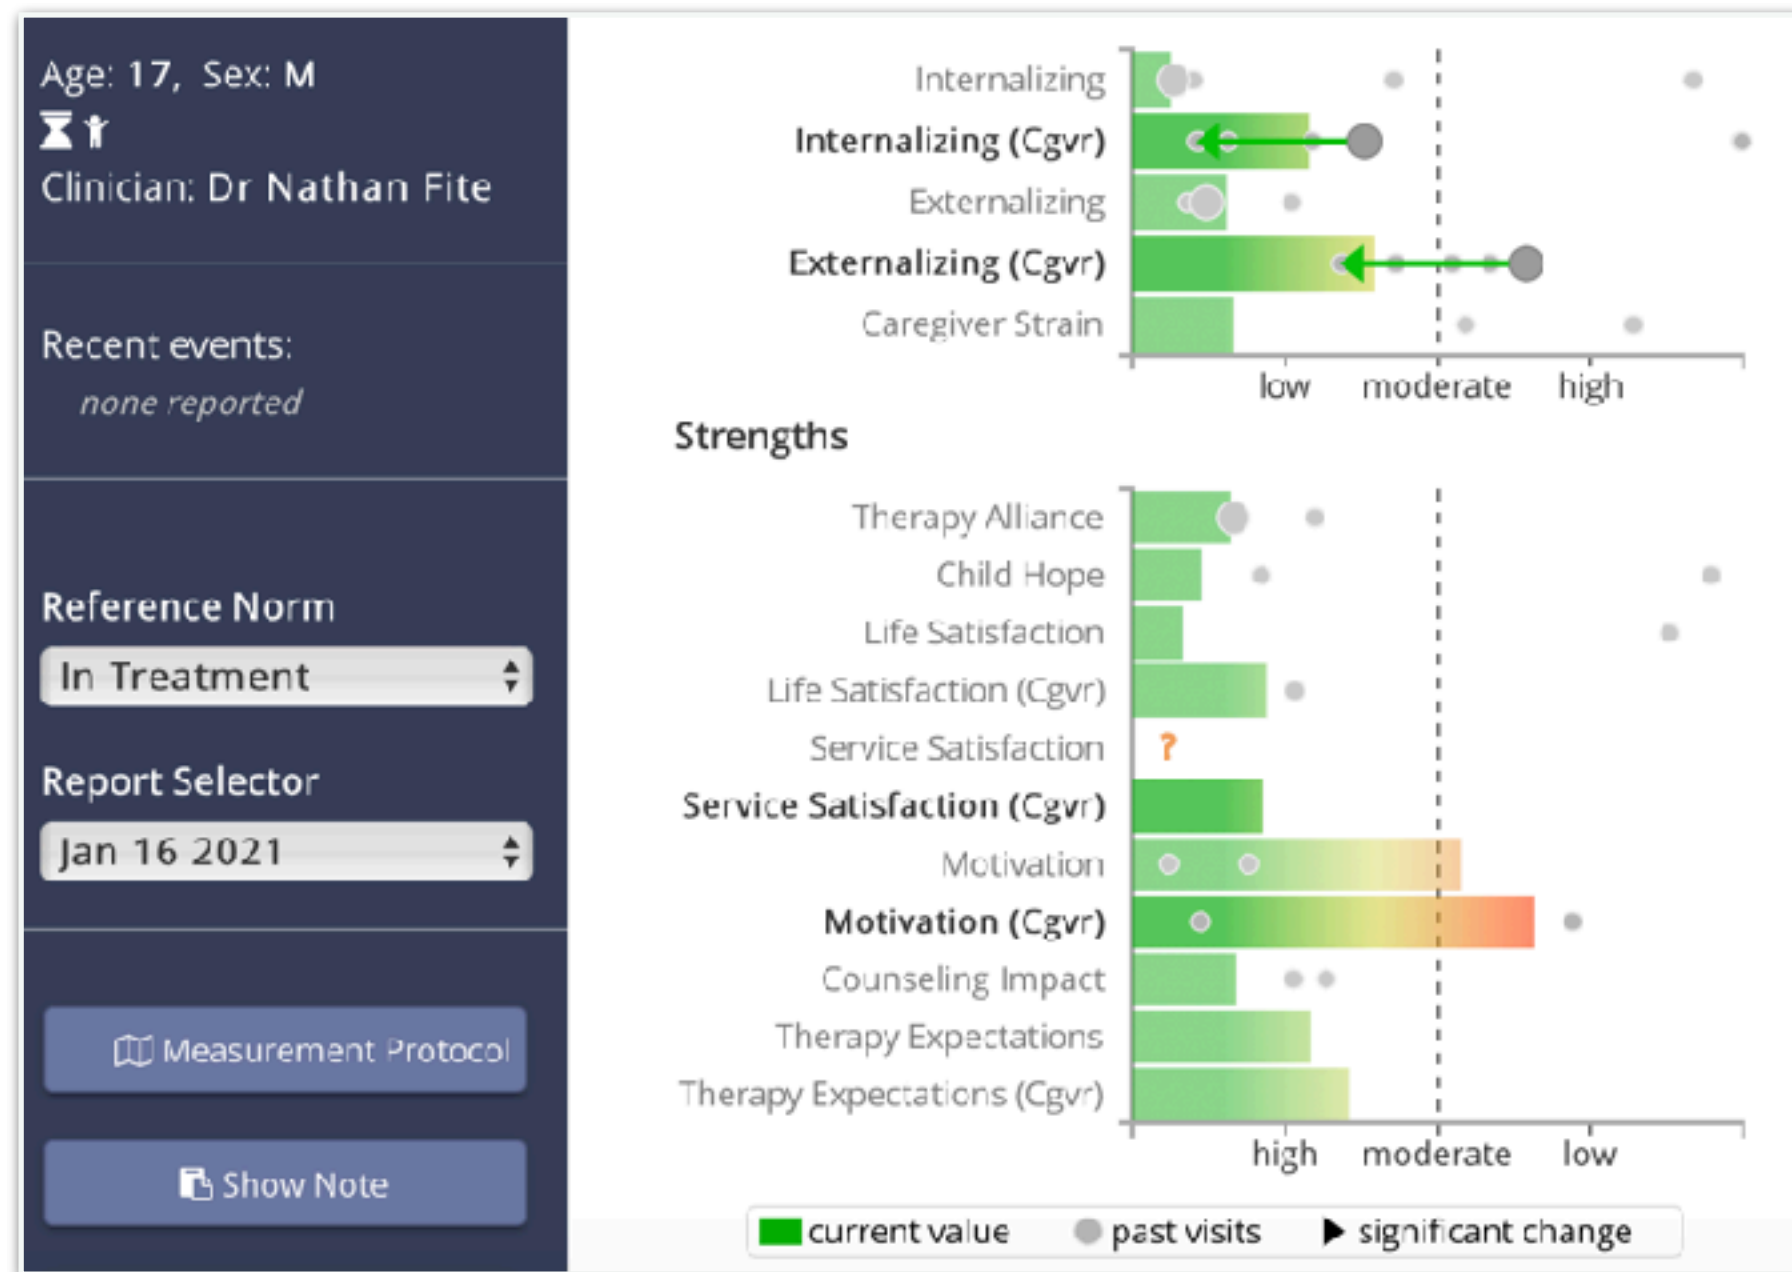 Age: 17, Sex: M
Clinician: Dr Nathan Fite
Recent events:
none reported
Reference Norm
In Treatment
Report Selector
Jan 16 2021
Measurement Protocol
Show Note
Internalizing
Internalizing (Cgvr)
Externalizing
Externalizing (Cgvr)
Caregiver Strain
low moderate high
Strengths
Therapy Alliance
Child Hope
Life Satisfaction
Life Satisfaction (Cgvr)
Service Satisfaction ?
Service Satisfaction (Cgvr)
Motivation
Motivation (Cgvr)
Counseling Impact
Therapy Expectations
Therapy Expectations (Cgvr)
high moderate low
current value past visits significant change